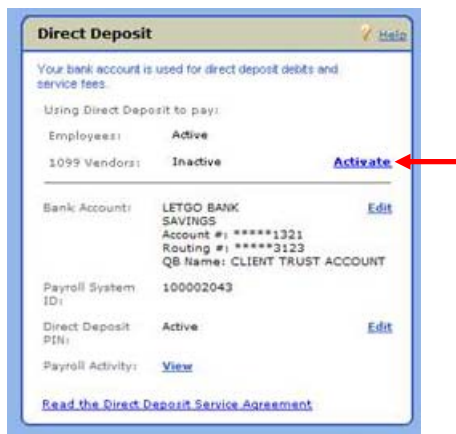 Direct Deposit
Help
Your bank account is used for direct deposit debits and
service fees.
Using Direct Deposit to pay:
Employees: Active
1099 Vendors: Inactive Activate
Bank Account: LETGO BANK Edit
SAVINGS
Account #: *****1321
Routing #: *****3123
QB Name: CLIENT TRUST ACCOUNT
Payroll System 100002043
ID:
Direct Deposit Active Edit
PIN:
Payroll Activity: View
Read the Direct Deposit Service Agreement